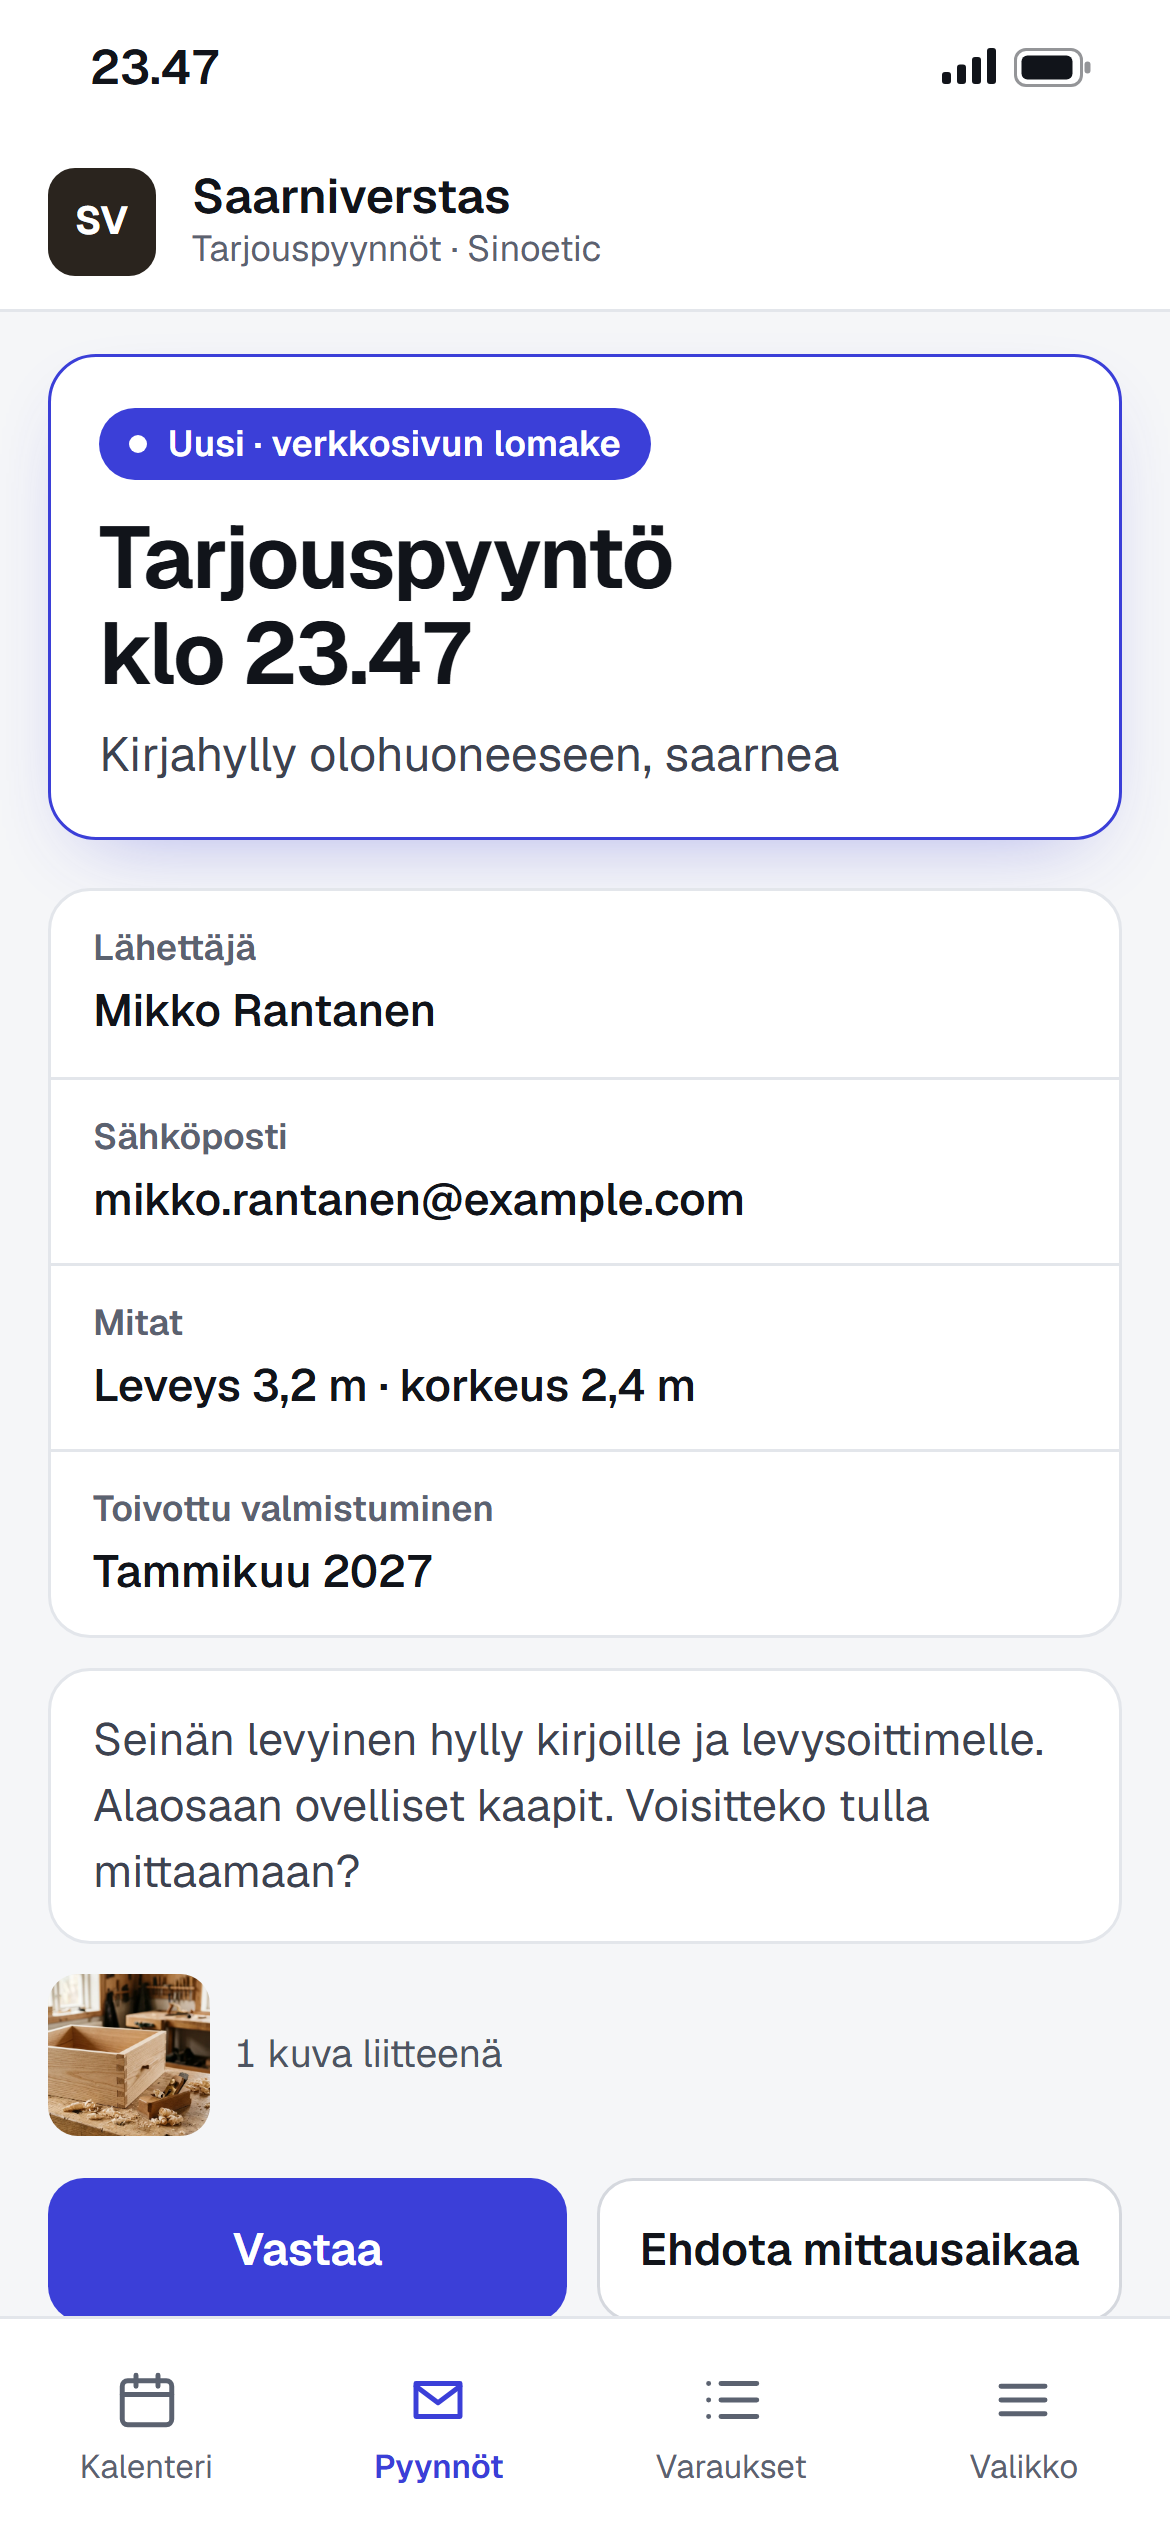 23.47
SV
Saarniverstas
Tarjouspyynnöt · Sinoetic
Uusi · verkkosivun lomake
Tarjouspyyntö
klo 23.47
Kirjahylly olohuoneeseen, saarnea
Lähettäjä
Mikko Rantanen
Sähköposti
mikko.rantanen@example.com
Mitat
Leveys 3,2 m · korkeus 2,4 m
Toivottu valmistuminen
Tammikuu 2027
Seinän levyinen hylly kirjoille ja levysoittimelle.
Alaosaan ovelliset kaapit. Voisitteko tulla
mittaamaan?
1 kuva liitteenä
Vastaa
Ehdota mittausaikaa
Kalenteri
Pyynnöt
Varaukset
Valikko